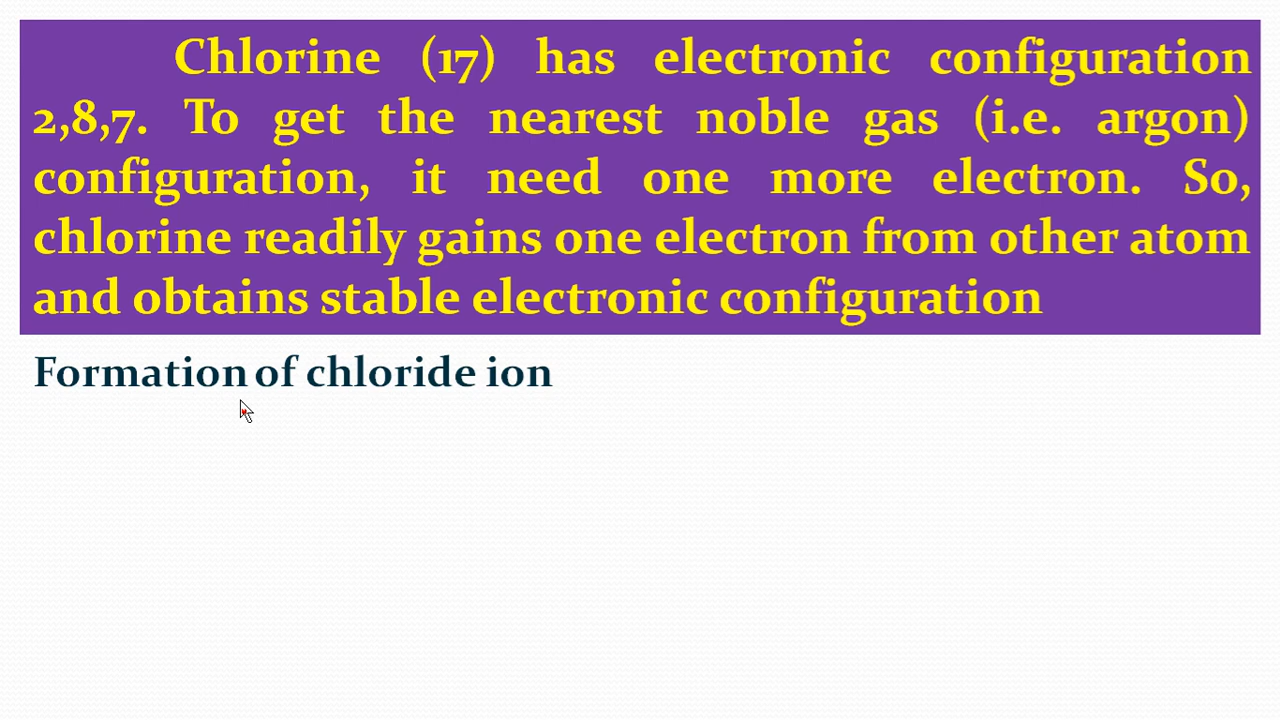 Chlorine (17) has electronic configuration
2,8,7. To get the nearest noble gas (i.e. argon)
configuration, it need one more electron. So,
chlorine readily gains one electron from other atom
and obtains stable electronic configuration
Formation of chloride ion